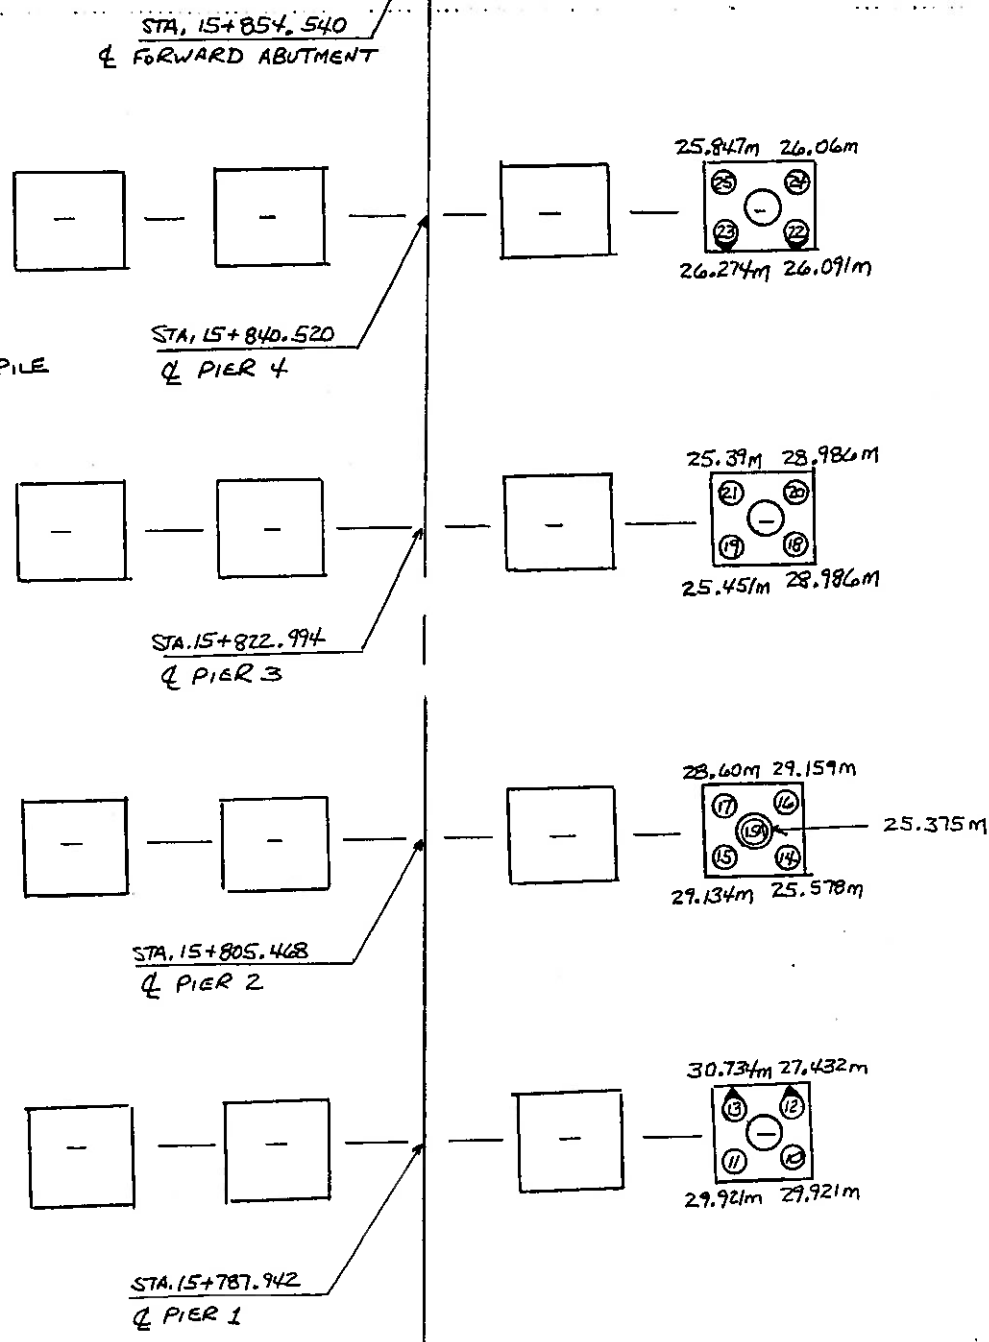 STA. 15+854.540
℄ FORWARD ABUTMENT
25.847m 26.06m
25 24
23 22
26.274m 26.091m
STA. 15+840.520
℄ PIER 4
PILE
25.39m 28.986m
21 20
19 18
25.451m 28.986m
STA. 15+822.994
℄ PIER 3
28.60m 29.159m
17 16
25.375m
15 14
29.134m 25.578m
STA. 15+805.468
℄ PIER 2
30.734m 27.432m
13 12
11 10
29.921m 29.921m
STA. 15+787.942
℄ PIER 1